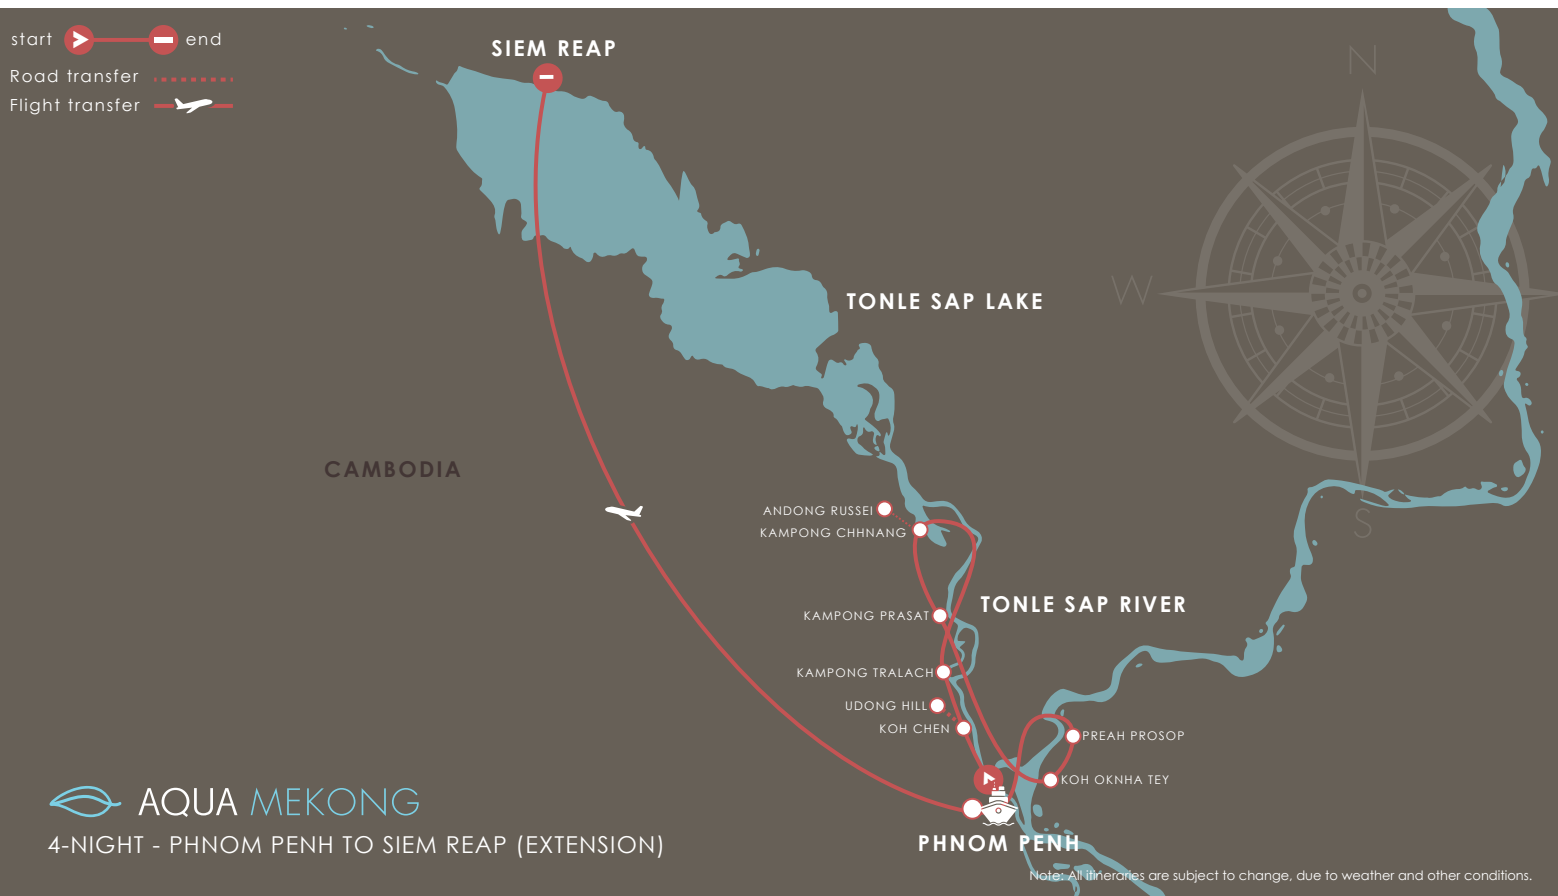 start end
Road transfer
Flight transfer
SIEM REAP
N
W
TONLE SAP LAKE
CAMBODIA
S
ANDONG RUSSEI
KAMPONG CHHNANG
TONLE SAP RIVER
KAMPONG PRASAT
KAMPONG TRALACH
UDONG HILL
KOH CHEN
PREAH PROSOP
KOH OKNHA TEY
AQUA MEKONG
4-NIGHT - PHNOM PENH TO SIEM REAP (EXTENSION)
PHNOM PENH
Note: All itineraries are subject to change, due to weather and other conditions.